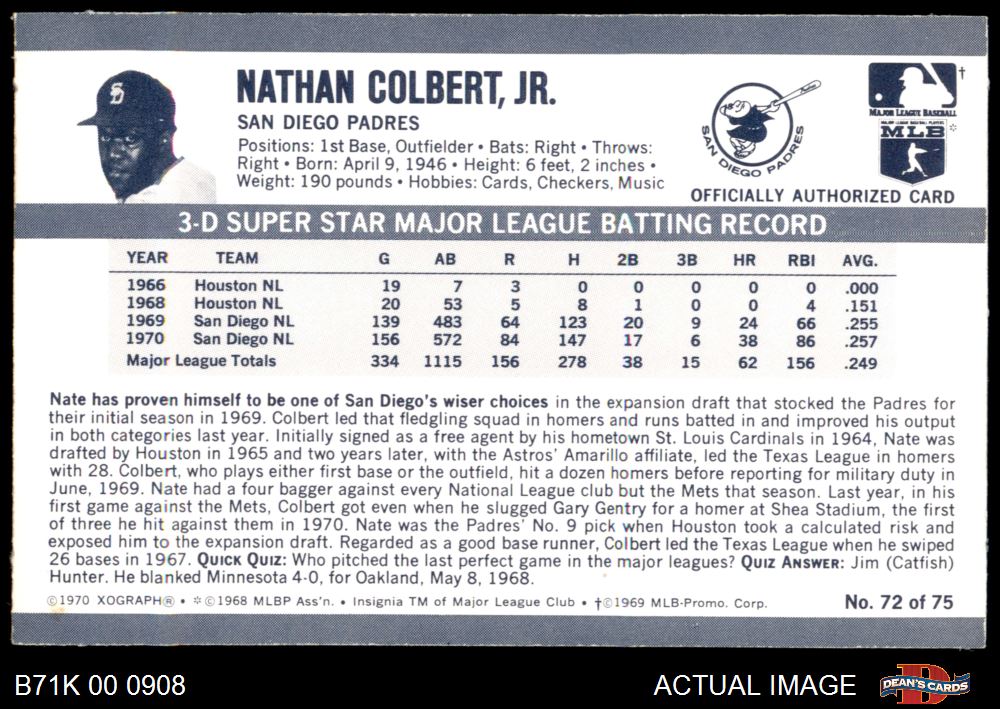 SD
NATHAN COLBERT, JR.
SAN DIEGO PADRES
Positions: 1st Base, Outfielder • Bats: Right • Throws:
Right • Born: April 9, 1946 • Height: 6 feet, 2 inches •
Weight: 190 pounds • Hobbies: Cards, Checkers, Music
SAN DIEGO PADRES
†
MAJOR LEAGUE BASEBALL
MAJOR LEAGUE BASEBALL PLAYERS
MLB *
OFFICIALLY AUTHORIZED CARD
3-D SUPER STAR MAJOR LEAGUE BATTING RECORD
YEAR TEAM G AB R H 2B 3B HR RBI AVG.
1966 Houston NL 19 7 3 0 0 0 0 0 .000
1968 Houston NL 20 53 5 8 1 0 0 4 .151
1969 San Diego NL 139 483 64 123 20 9 24 66 .255
1970 San Diego NL 156 572 84 147 17 6 38 86 .257
Major League Totals 334 1115 156 278 38 15 62 156 .249
Nate has proven himself to be one of San Diego's wiser choices in the expansion draft that stocked the Padres for
their initial season in 1969. Colbert led that fledgling squad in homers and runs batted in and improved his output
in both categories last year. Initially signed as a free agent by his hometown St. Louis Cardinals in 1964, Nate was
drafted by Houston in 1965 and two years later, with the Astros' Amarillo affiliate, led the Texas League in homers
with 28. Colbert, who plays either first base or the outfield, hit a dozen homers before reporting for military duty in
June, 1969. Nate had a four bagger against every National League club but the Mets that season. Last year, in his
first game against the Mets, Colbert got even when he slugged Gary Gentry for a homer at Shea Stadium, the first
of three he hit against them in 1970. Nate was the Padres' No. 9 pick when Houston took a calculated risk and
exposed him to the expansion draft. Regarded as a good base runner, Colbert led the Texas League when he swiped
26 bases in 1967. QUICK QUIZ: Who pitched the last perfect game in the major leagues? QUIZ ANSWER: Jim (Catfish)
Hunter. He blanked Minnesota 4-0, for Oakland, May 8, 1968.
©1970 XOGRAPH® • *©1968 MLBP Ass'n. • Insignia TM of Major League Club • †©1969 MLB-Promo. Corp. No. 72 of 75
B71K 00 0908 ACTUAL IMAGE DEAN'S CARDS